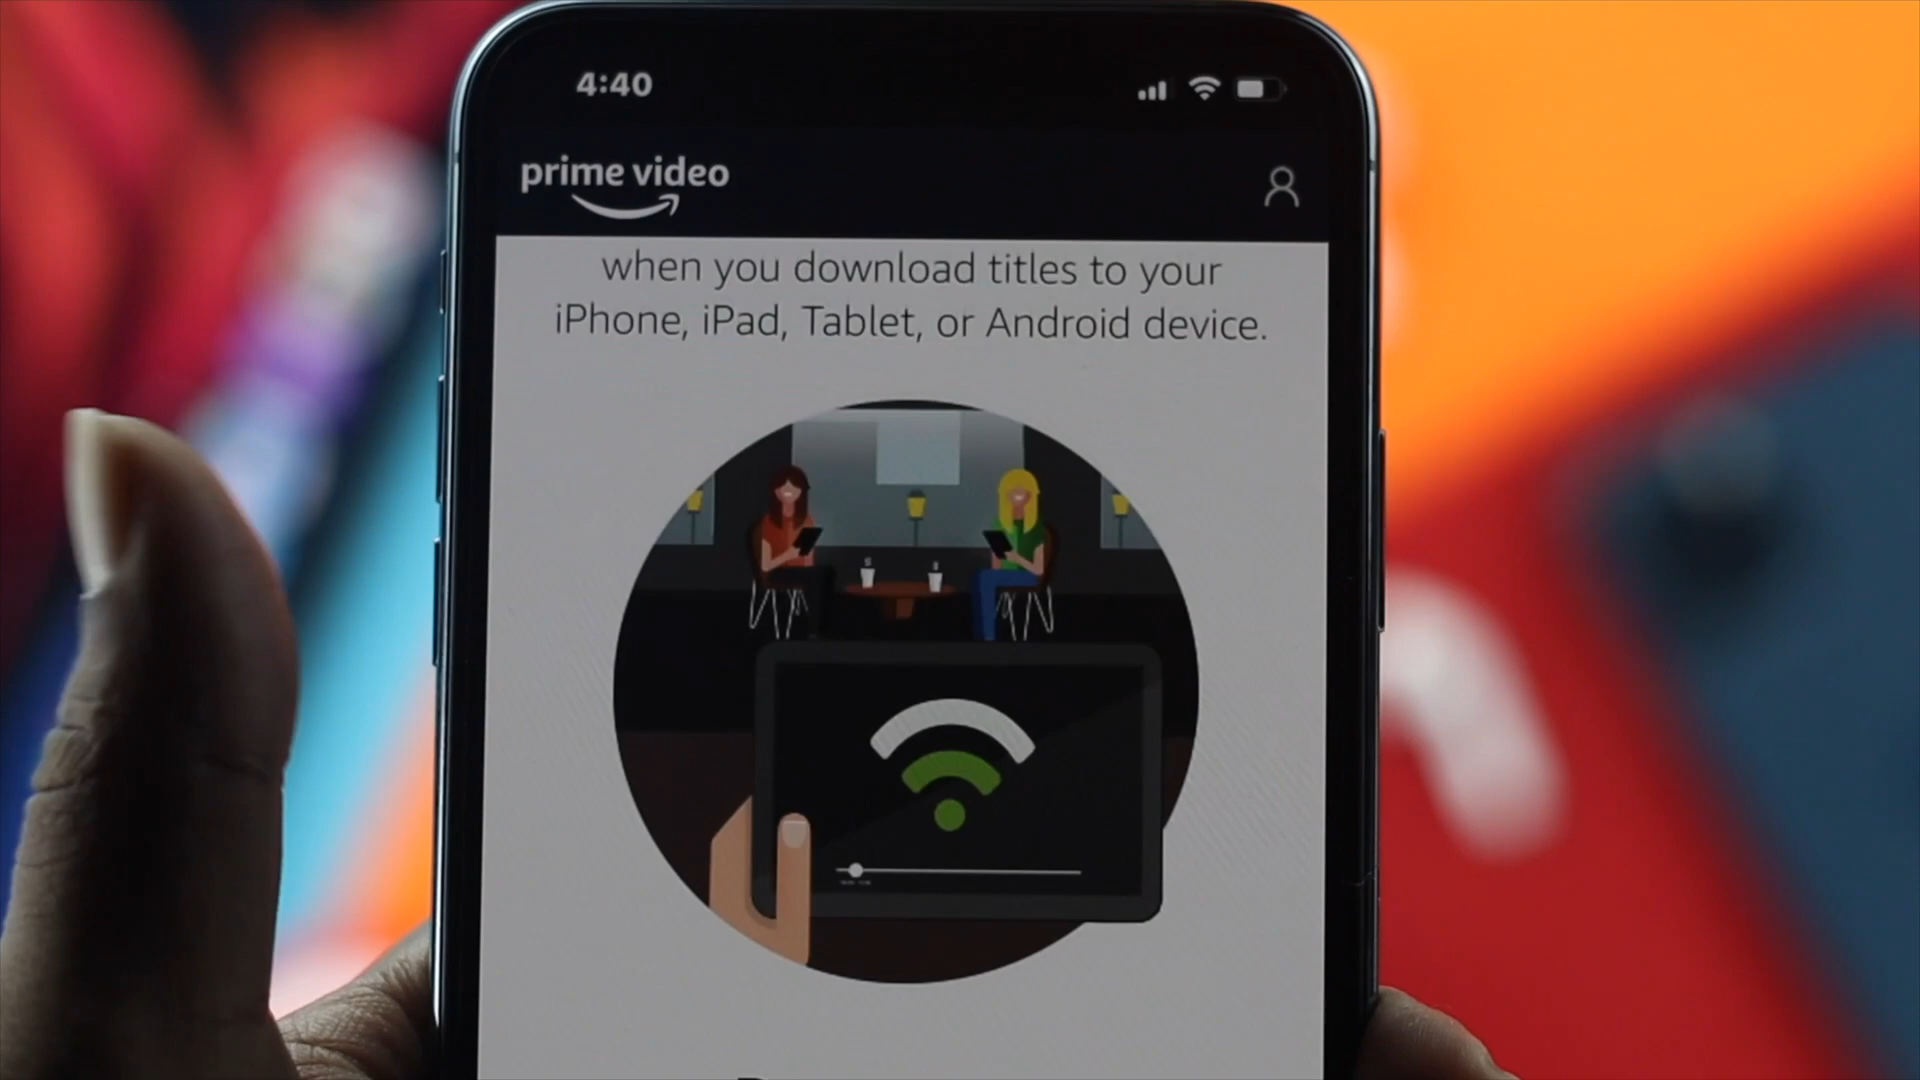 4:40
prime video
when you download titles to your
iPhone, iPad, Tablet, or Android device.